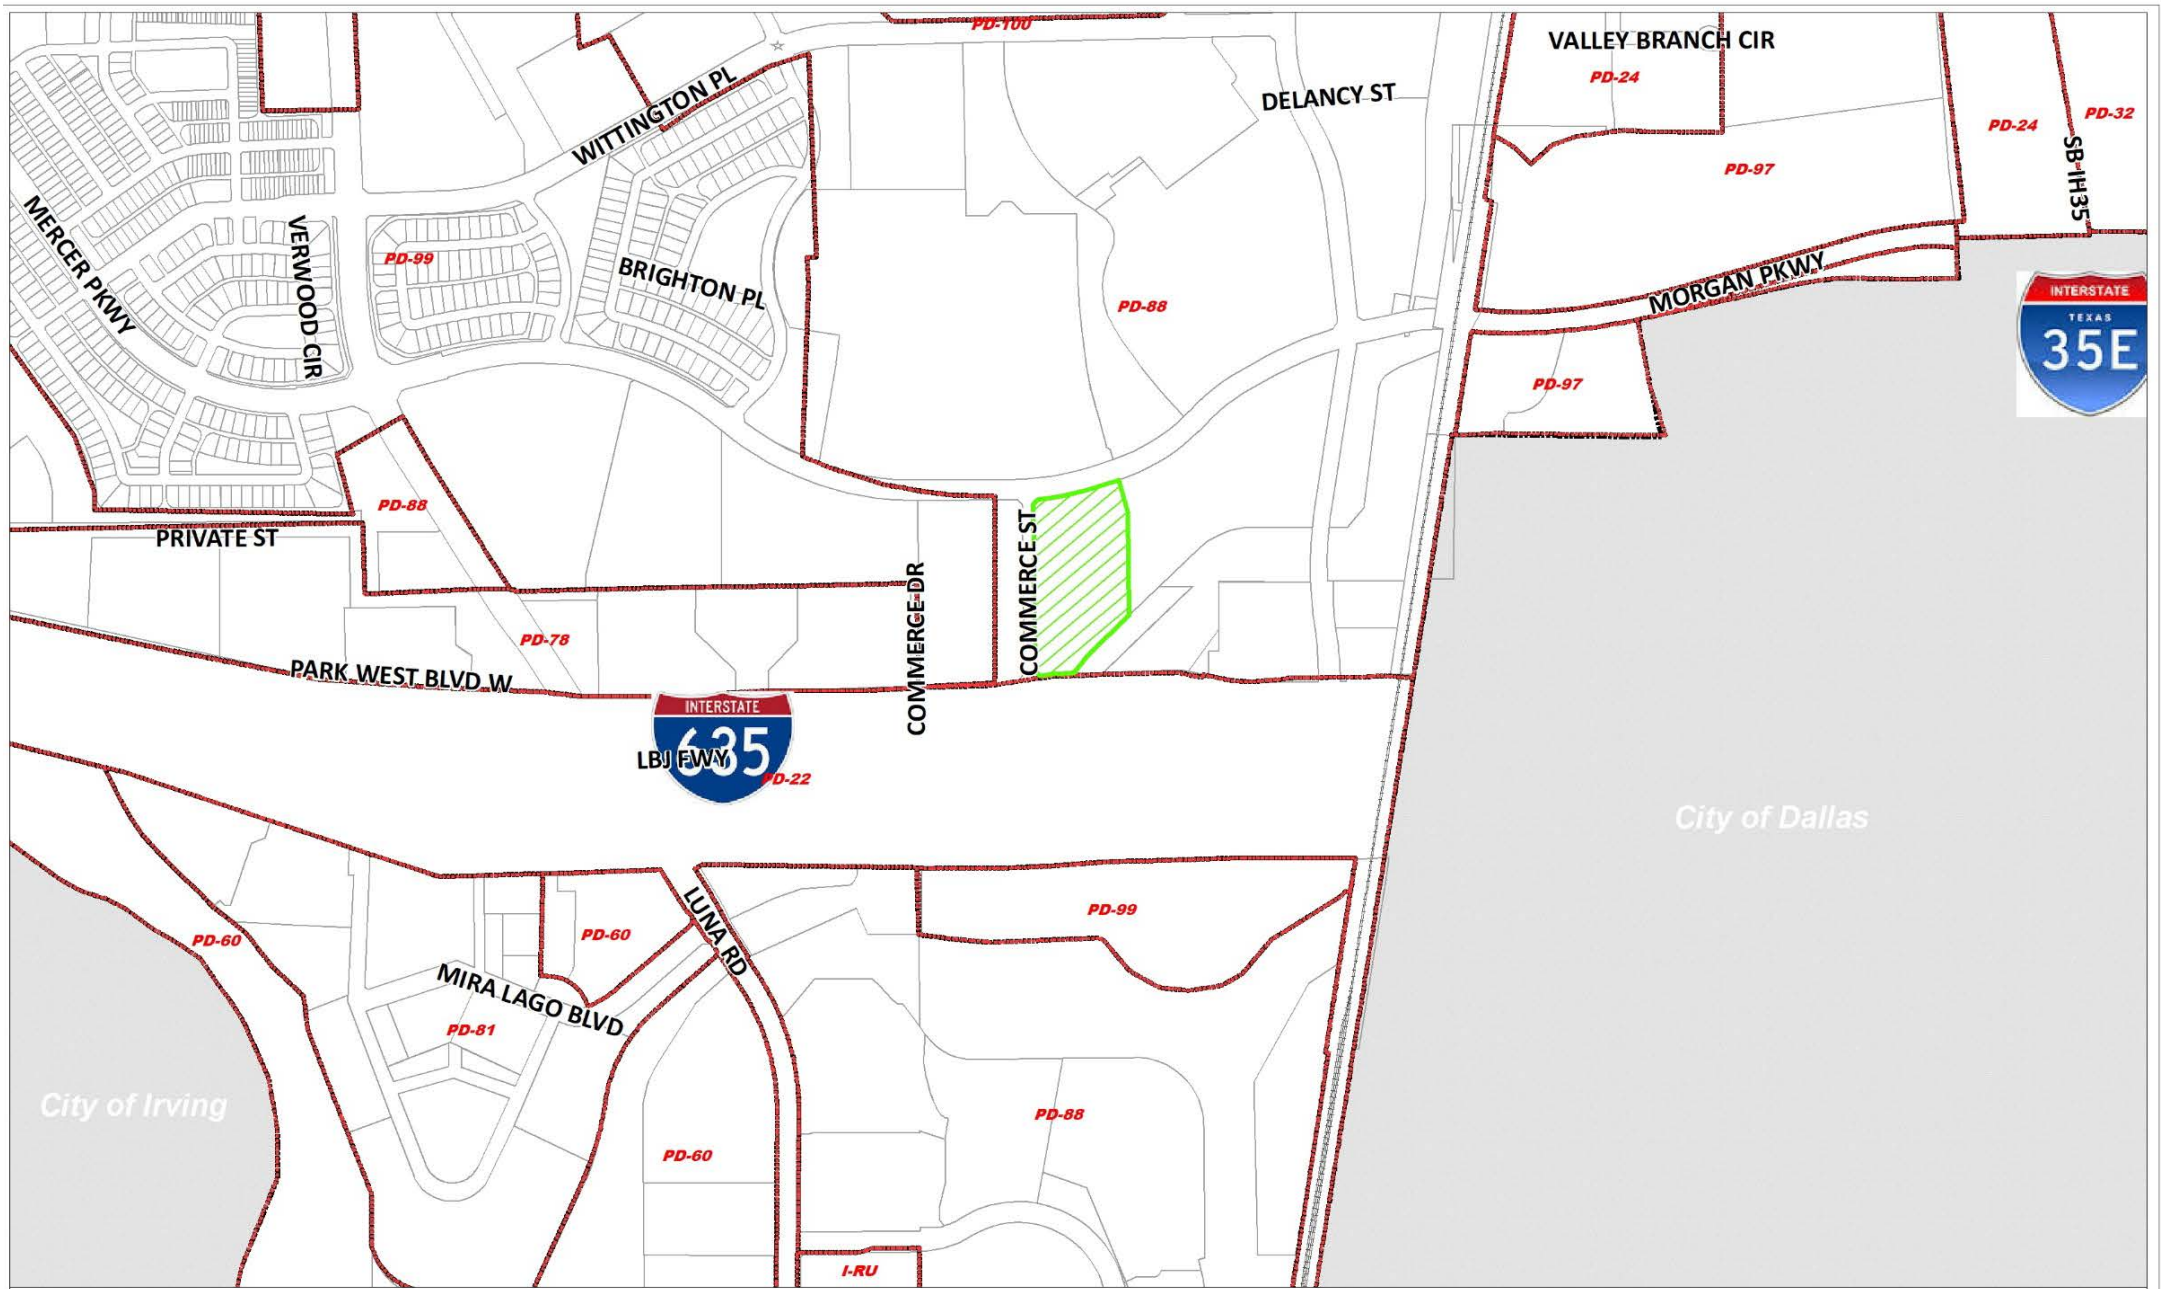 PD-100
VALLEY BRANCH CIR
PD-24
WITTINGTON PL
DELANCY ST
PD-24
PD-32
SB IH 35
PD-97
MERCER PKWY
VERWOOD CIR
PD-99
BRIGHTON PL
PD-88
MORGAN PKWY
INTERSTATE
TEXAS
35E
PD-97
PD-88
PRIVATE ST
COMMERCE DR
COMMERCE ST
PD-78
PARK WEST BLVD W
INTERSTATE
635
LBJ FWY
PD-22
City of Dallas
LUNA RD
PD-99
PD-60
PD-60
MIRA LAGO BLVD
PD-81
City of Irving
PD-88
PD-60
I-RU